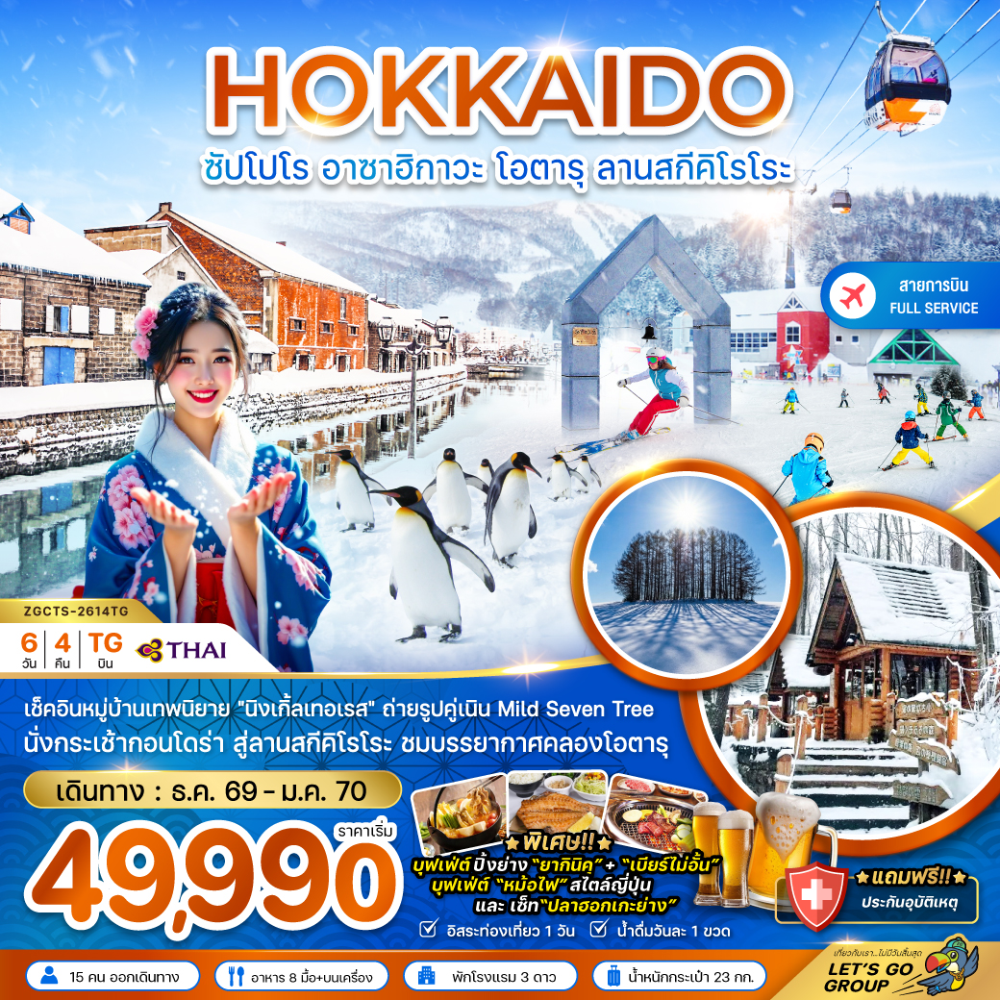 HOKKAIDO
ซัปโปโร อาซาฮิกาวะ โอตารุ ลานสกีคิโรโระ
สายการบิน
FULL SERVICE
ZGCTS-2614TG
6 วัน 4 คืน TG บิน THAI
เช็คอินหมู่บ้านเทพนิยาย "นิงเกิ้ลเทอเรส" ถ่ายรูปคู่เนิน Mild Seven Tree
นั่งกระเช้ากอนโดร่า สู่ลานสกีคิโรโระ ชมบรรยากาศคลองโอตารุ
เดินทาง : ธ.ค. 69 - ม.ค. 70
ราคาเริ่ม
49,990
พิเศษ!!
บุฟเฟ่ต์ ปิ้งย่าง "ยากินิคุ" + "เบียร์ไม่อั้น"
บุฟเฟ่ต์ "หม้อไฟ" สไตล์ญี่ปุ่น
และ เซ็ท "ปลาฮอกเกะย่าง"
อิสระท่องเที่ยว 1 วัน น้ำดื่มวันละ 1 ขวด
แถมฟรี!!
ประกันอุบัติเหตุ
15 คน ออกเดินทาง
อาหาร 8 มื้อ+บนเครื่อง
พักโรงแรม 3 ดาว
น้ำหนักกระเป๋า 23 กก.
เที่ยวกับเรา...ไม่มีวันสิ้นสุด
LET'S GO
GROUP